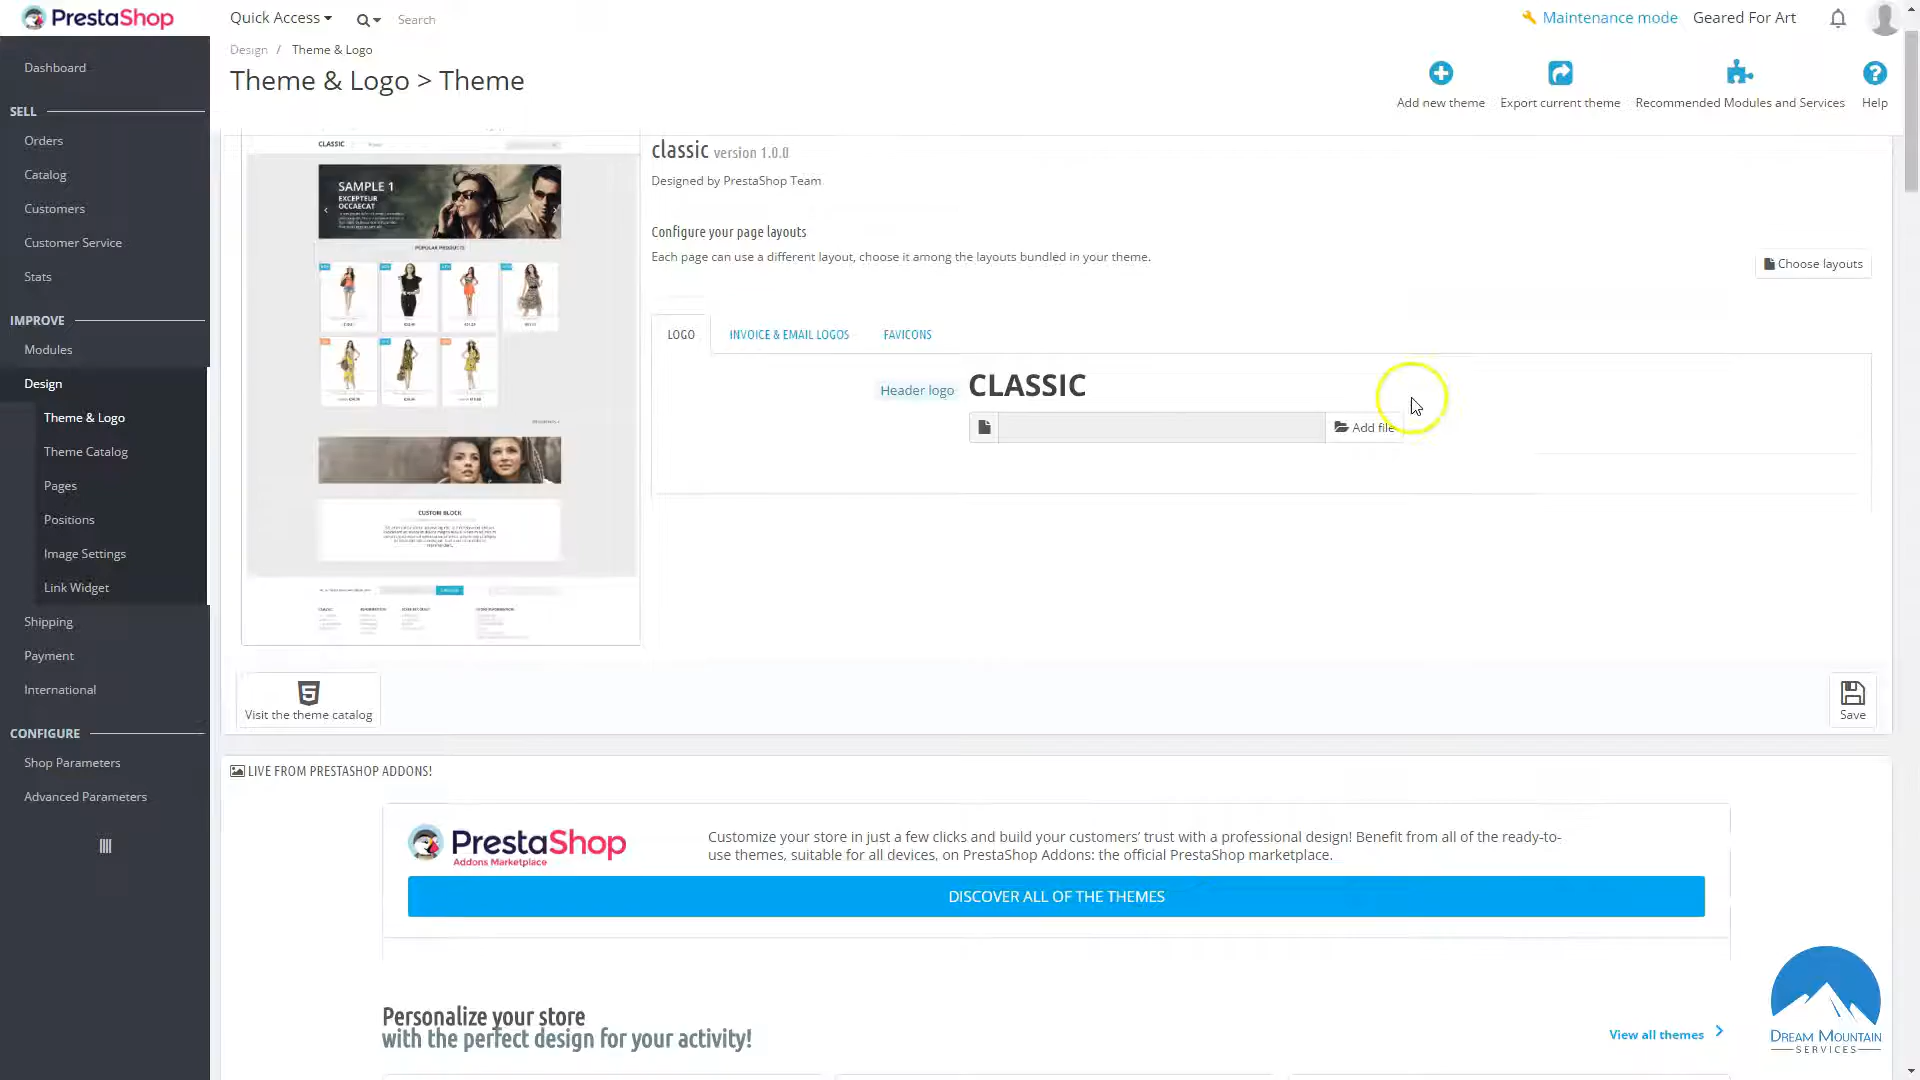 PrestaShop
Quick Access
Search
Maintenance mode
Geared For Art
Design / Theme & Logo
Theme & Logo > Theme
Add new theme
Export current theme
Recommended Modules and Services
Help
Dashboard
SELL
Orders
Catalog
Customers
Customer Service
Stats
IMPROVE
Modules
Design
Theme & Logo
Theme Catalog
Pages
Positions
Image Settings
Link Widget
Shipping
Payment
International
CONFIGURE
Shop Parameters
Advanced Parameters
CLASSIC
SAMPLE 1
EXCEPTEUR
OCCAECAT
POPULAR PRODUCTS
CUSTOM BLOCK
classic version 1.0.0
Designed by PrestaShop Team
Configure your page layouts
Each page can use a different layout, choose it among the layouts bundled in your theme.
Choose layouts
LOGO
INVOICE & EMAIL LOGOS
FAVICONS
Header logo
CLASSIC
Add file
Visit the theme catalog
Save
LIVE FROM PRESTASHOP ADDONS!
PrestaShop
Addons Marketplace
Customize your store in just a few clicks and build your customers' trust with a professional design! Benefit from all of the ready-to-
use themes, suitable for all devices, on PrestaShop Addons: the official PrestaShop marketplace.
DISCOVER ALL OF THE THEMES
Personalize your store
with the perfect design for your activity!
View all themes
DREAM MOUNTAIN
SERVICES